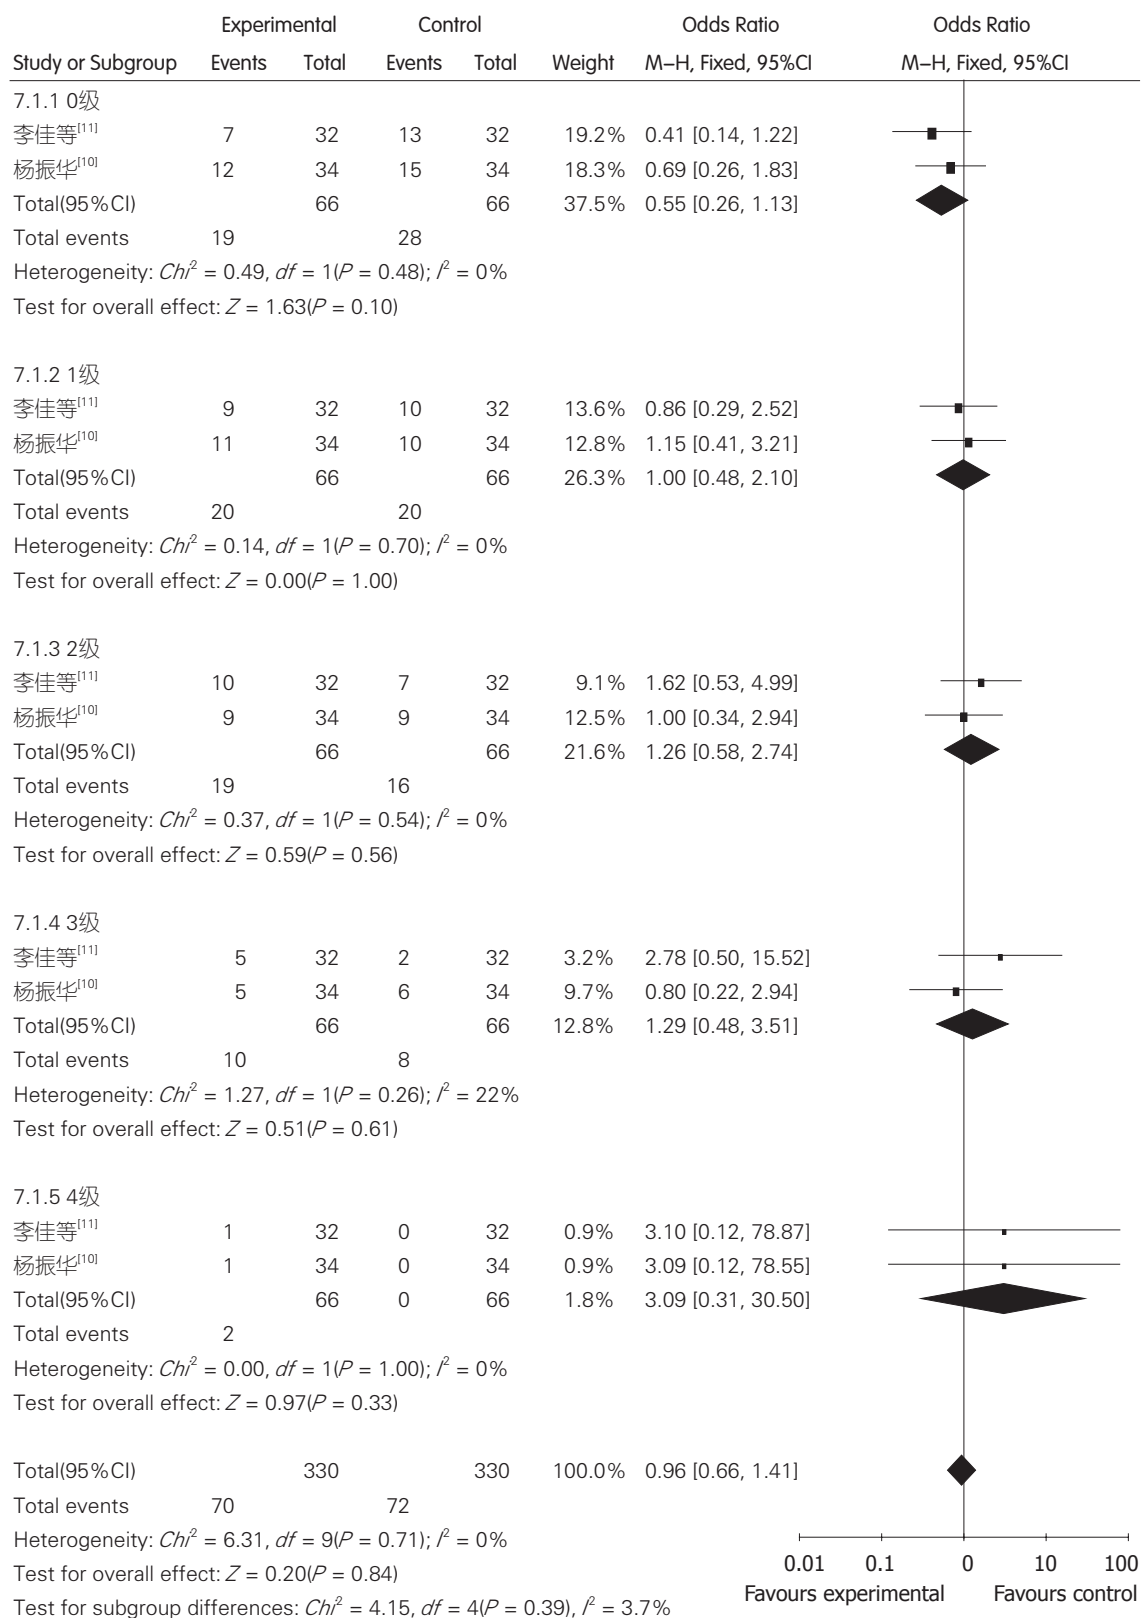 Experimental Control Odds Ratio Odds Ratio
Study or Subgroup Events Total Events Total Weight M–H, Fixed, 95%CI M–H, Fixed, 95%CI
7.1.1 0级
李佳等[11] 7 32 13 32 19.2% 0.41 [0.14, 1.22]
杨振华[10] 12 34 15 34 18.3% 0.69 [0.26, 1.83]
Total(95%CI) 66 66 37.5% 0.55 [0.26, 1.13]
Total events 19 28
Heterogeneity: Chi² = 0.49, df = 1(P = 0.48); I² = 0%
Test for overall effect: Z = 1.63(P = 0.10)
7.1.2 1级
李佳等[11] 9 32 10 32 13.6% 0.86 [0.29, 2.52]
杨振华[10] 11 34 10 34 12.8% 1.15 [0.41, 3.21]
Total(95%CI) 66 66 26.3% 1.00 [0.48, 2.10]
Total events 20 20
Heterogeneity: Chi² = 0.14, df = 1(P = 0.70); I² = 0%
Test for overall effect: Z = 0.00(P = 1.00)
7.1.3 2级
李佳等[11] 10 32 7 32 9.1% 1.62 [0.53, 4.99]
杨振华[10] 9 34 9 34 12.5% 1.00 [0.34, 2.94]
Total(95%CI) 66 66 21.6% 1.26 [0.58, 2.74]
Total events 19 16
Heterogeneity: Chi² = 0.37, df = 1(P = 0.54); I² = 0%
Test for overall effect: Z = 0.59(P = 0.56)
7.1.4 3级
李佳等[11] 5 32 2 32 3.2% 2.78 [0.50, 15.52]
杨振华[10] 5 34 6 34 9.7% 0.80 [0.22, 2.94]
Total(95%CI) 66 66 12.8% 1.29 [0.48, 3.51]
Total events 10 8
Heterogeneity: Chi² = 1.27, df = 1(P = 0.26); I² = 22%
Test for overall effect: Z = 0.51(P = 0.61)
7.1.5 4级
李佳等[11] 1 32 0 32 0.9% 3.10 [0.12, 78.87]
杨振华[10] 1 34 0 34 0.9% 3.09 [0.12, 78.55]
Total(95%CI) 66 0 66 1.8% 3.09 [0.31, 30.50]
Total events 2
Heterogeneity: Chi² = 0.00, df = 1(P = 1.00); I² = 0%
Test for overall effect: Z = 0.97(P = 0.33)
Total(95%CI) 330 330 100.0% 0.96 [0.66, 1.41]
Total events 70 72
Heterogeneity: Chi² = 6.31, df = 9(P = 0.71); I² = 0%
Test for overall effect: Z = 0.20(P = 0.84) 0.01 0.1 0 10 100
Test for subgroup differences: Chi² = 4.15, df = 4(P = 0.39), I² = 3.7% Favours experimental Favours control